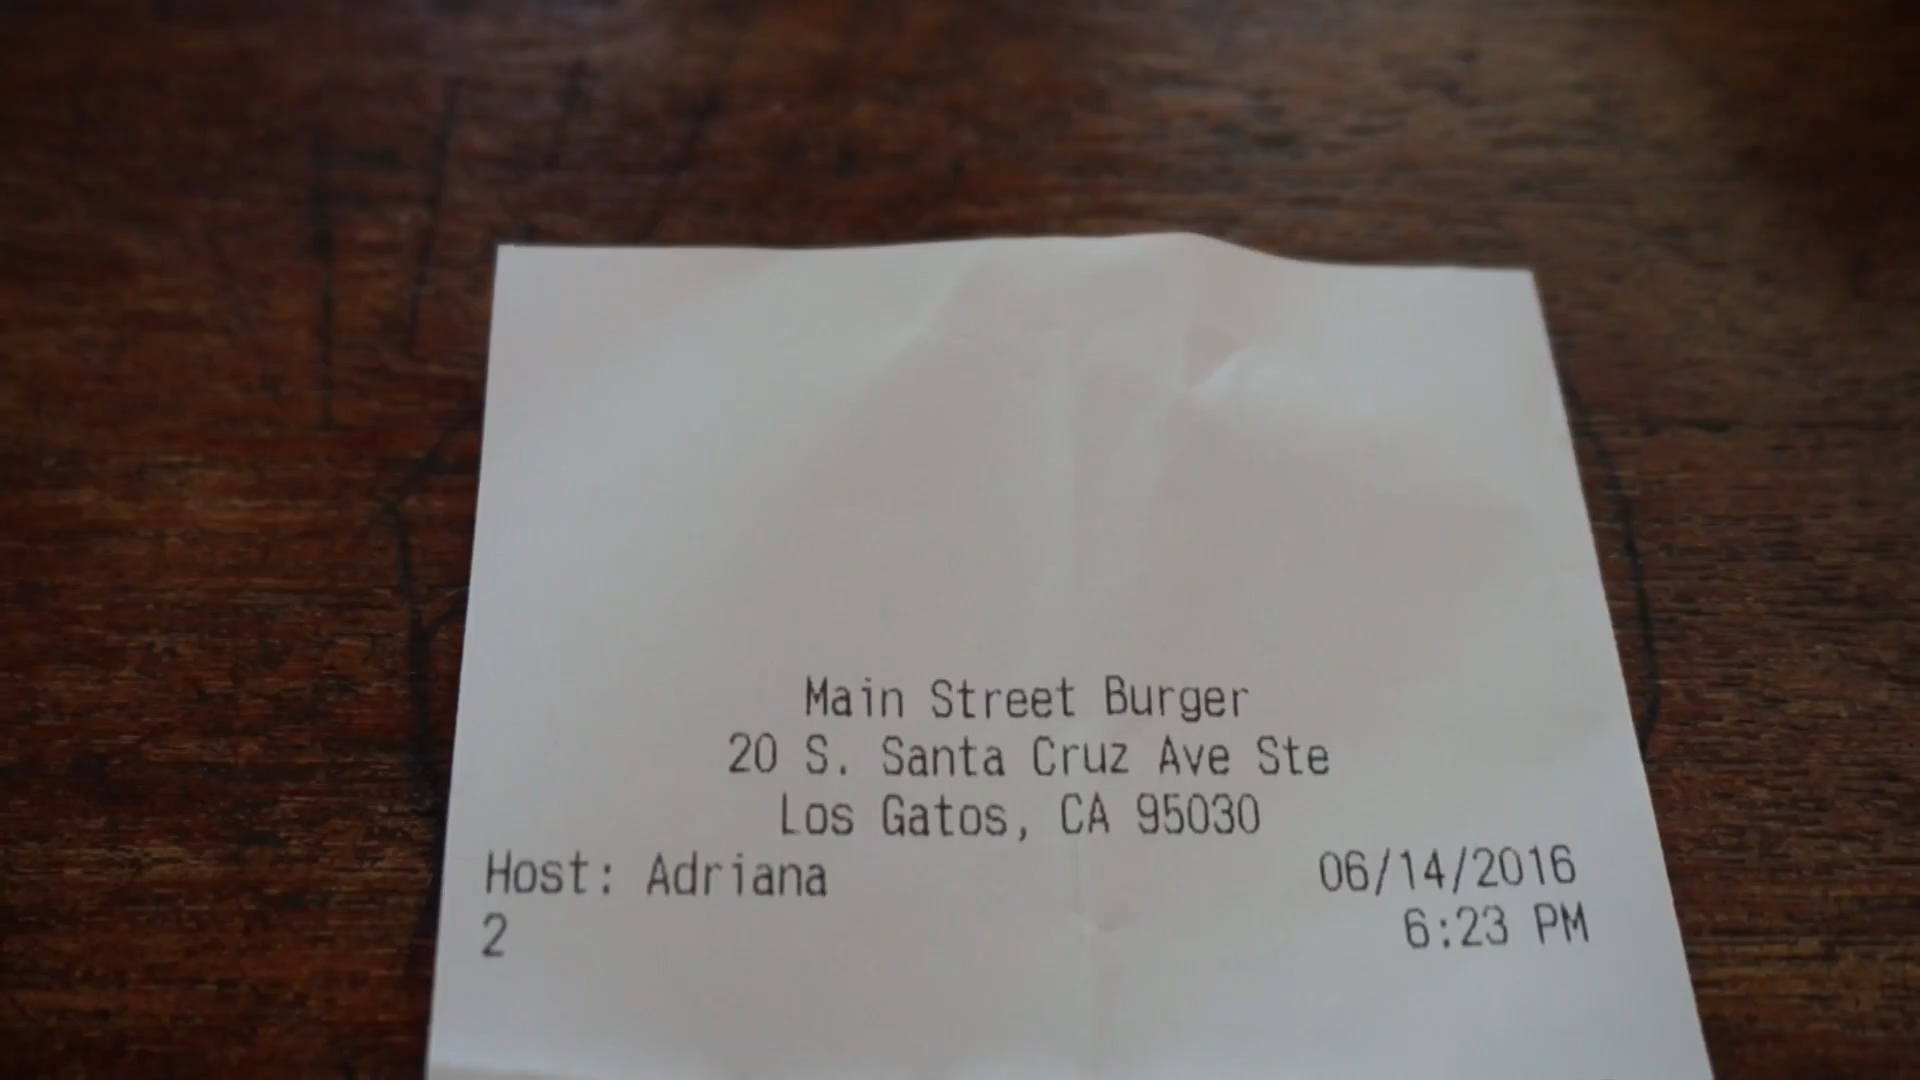 Main Street Burger
20 S. Santa Cruz Ave Ste
Los Gatos, CA 95030
Host: Adriana 06/14/2016
2 6:23 PM